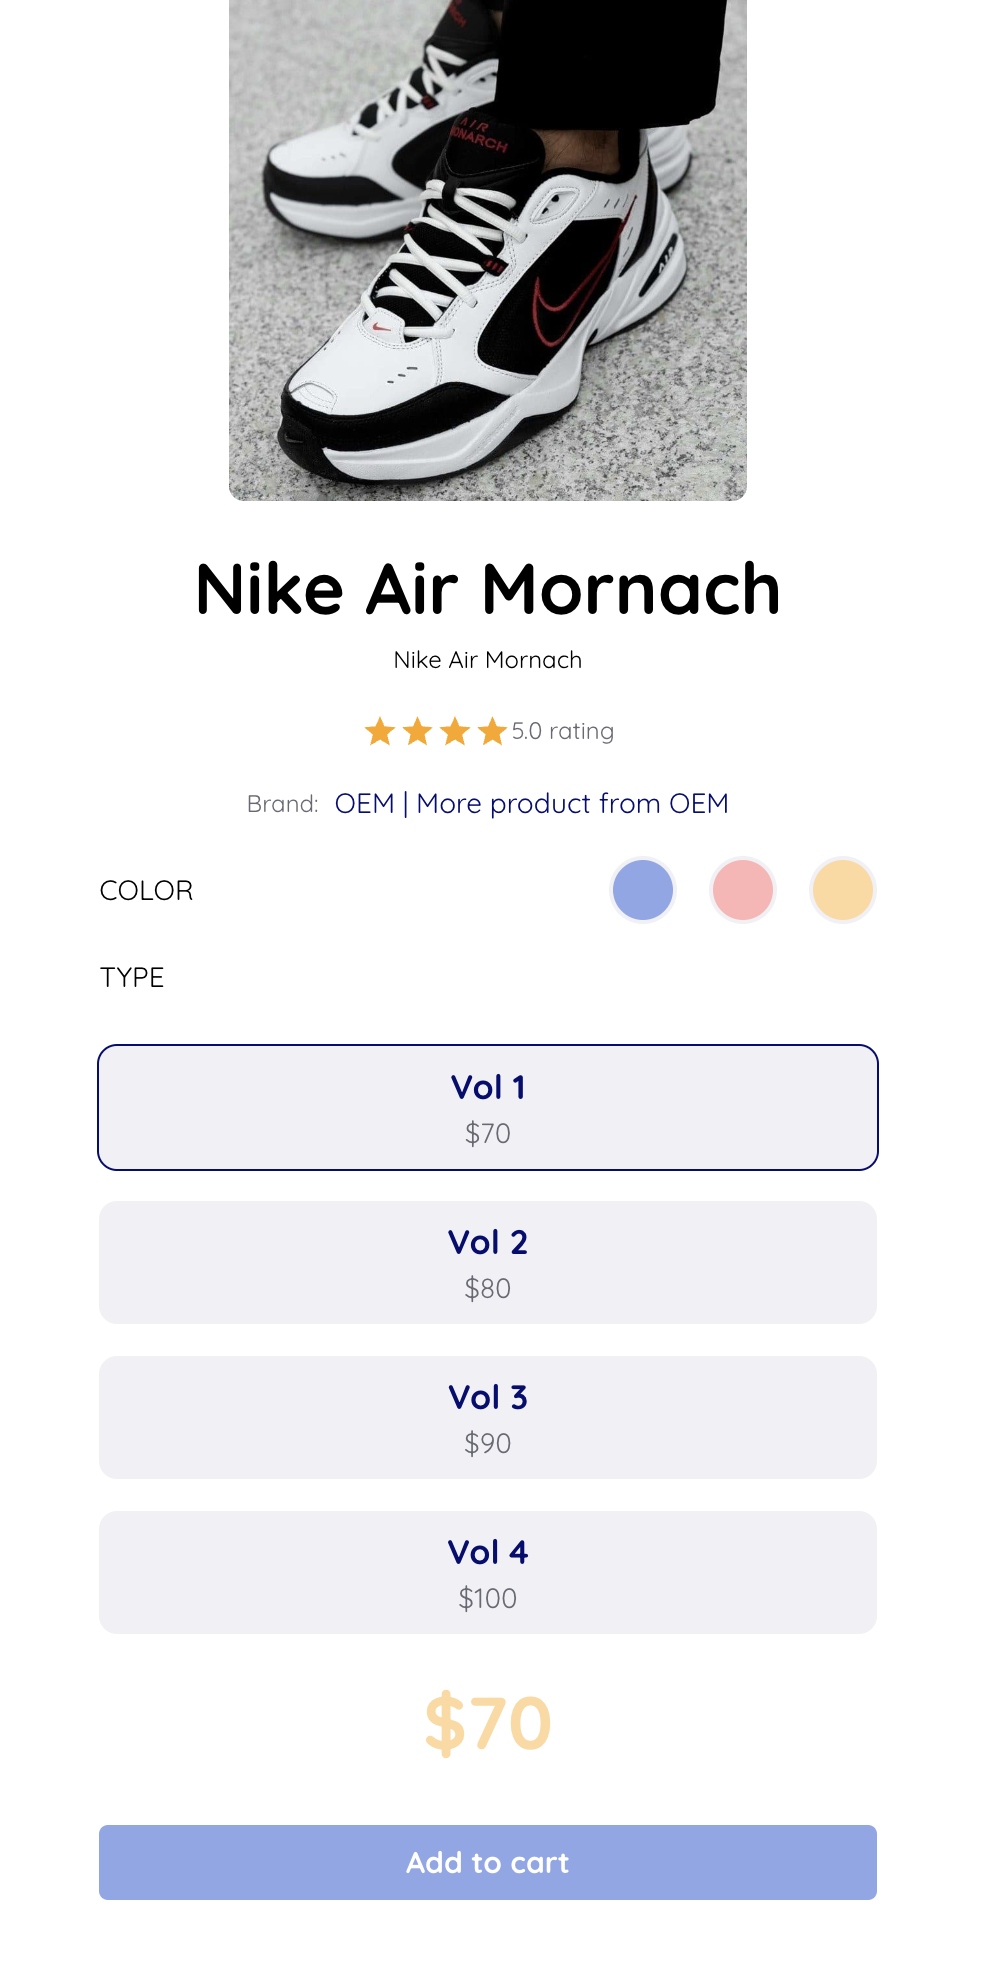 AIR
MONARCH
Nike Air Mornach
Nike Air Mornach
5.0 rating
Brand: OEM | More product from OEM
COLOR
TYPE
Vol 1
$70
Vol 2
$80
Vol 3
$90
Vol 4
$100
$70
Add to cart